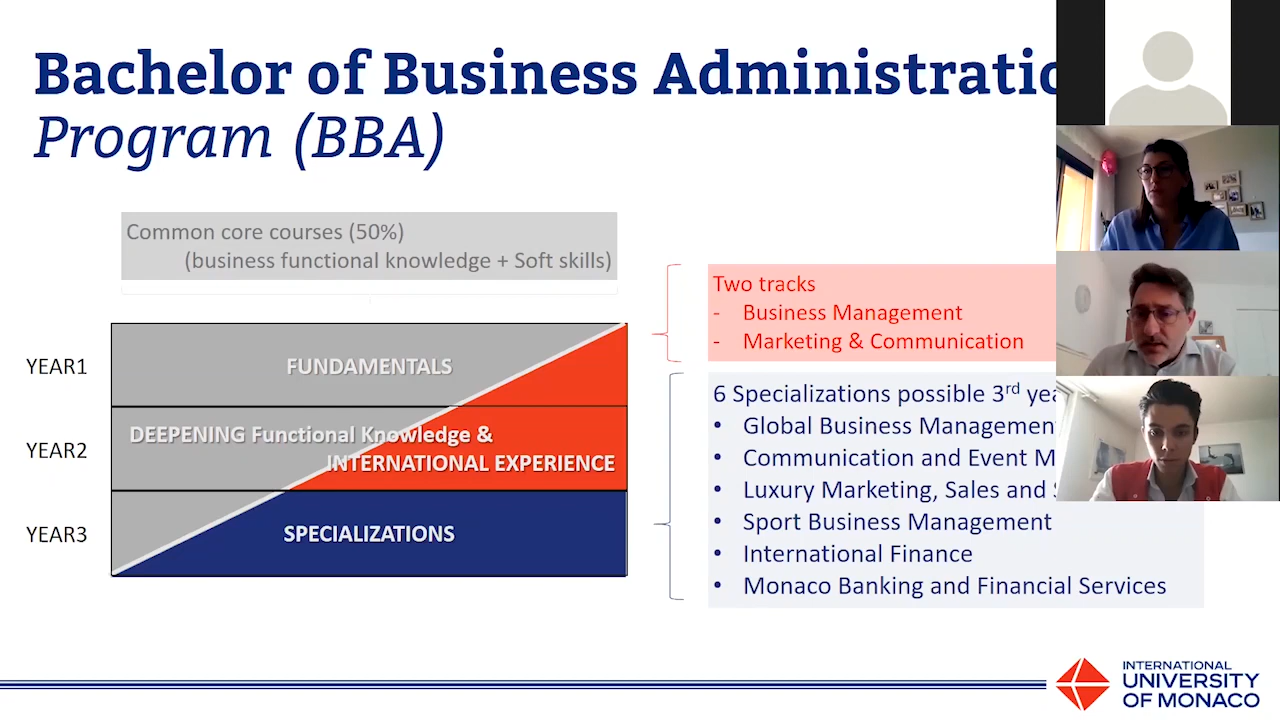 Bachelor of Business
Program (BBA)
Common core courses (50%)
(business functional knowledge + Soft skills)
Two tracks
- Business Management
- Marketing & Communication
YEAR1
FUNDAMENTALS
YEAR2
DEEPENING Functional Knowledge &
INTERNATIONAL EXPERIENCE
YEAR3
SPECIALIZATIONS
6 Specializations possible 3rd
• Global Business
• Communication and Event
• Luxury Marketing, Sales and
• Sport Business Management
• International Finance
• Monaco Banking and Financial Services
INTERNATIONAL
UNIVERSITY
OF MONACO